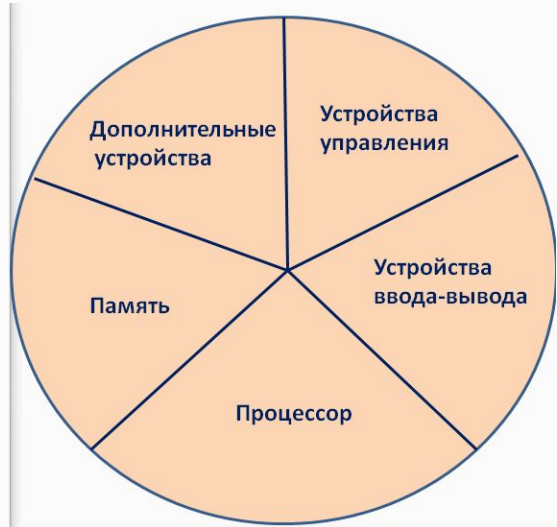 Дополнительные
устройства
Устройства
управления
Память
Устройства
ввода-вывода
Процессор